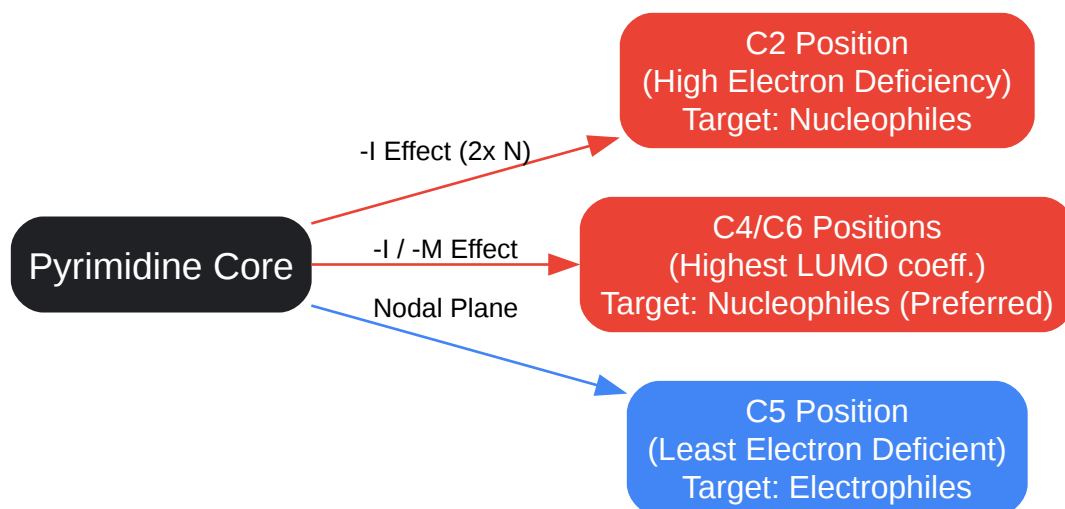 Pyrimidine Core
-I Effect (2x N)
C2 Position
(High Electron Deficiency)
Target: Nucleophiles
-I / -M Effect
C4/C6 Positions
(Highest LUMO coeff.)
Target: Nucleophiles (Preferred)
Nodal Plane
C5 Position
(Least Electron Deficient)
Target: Electrophiles